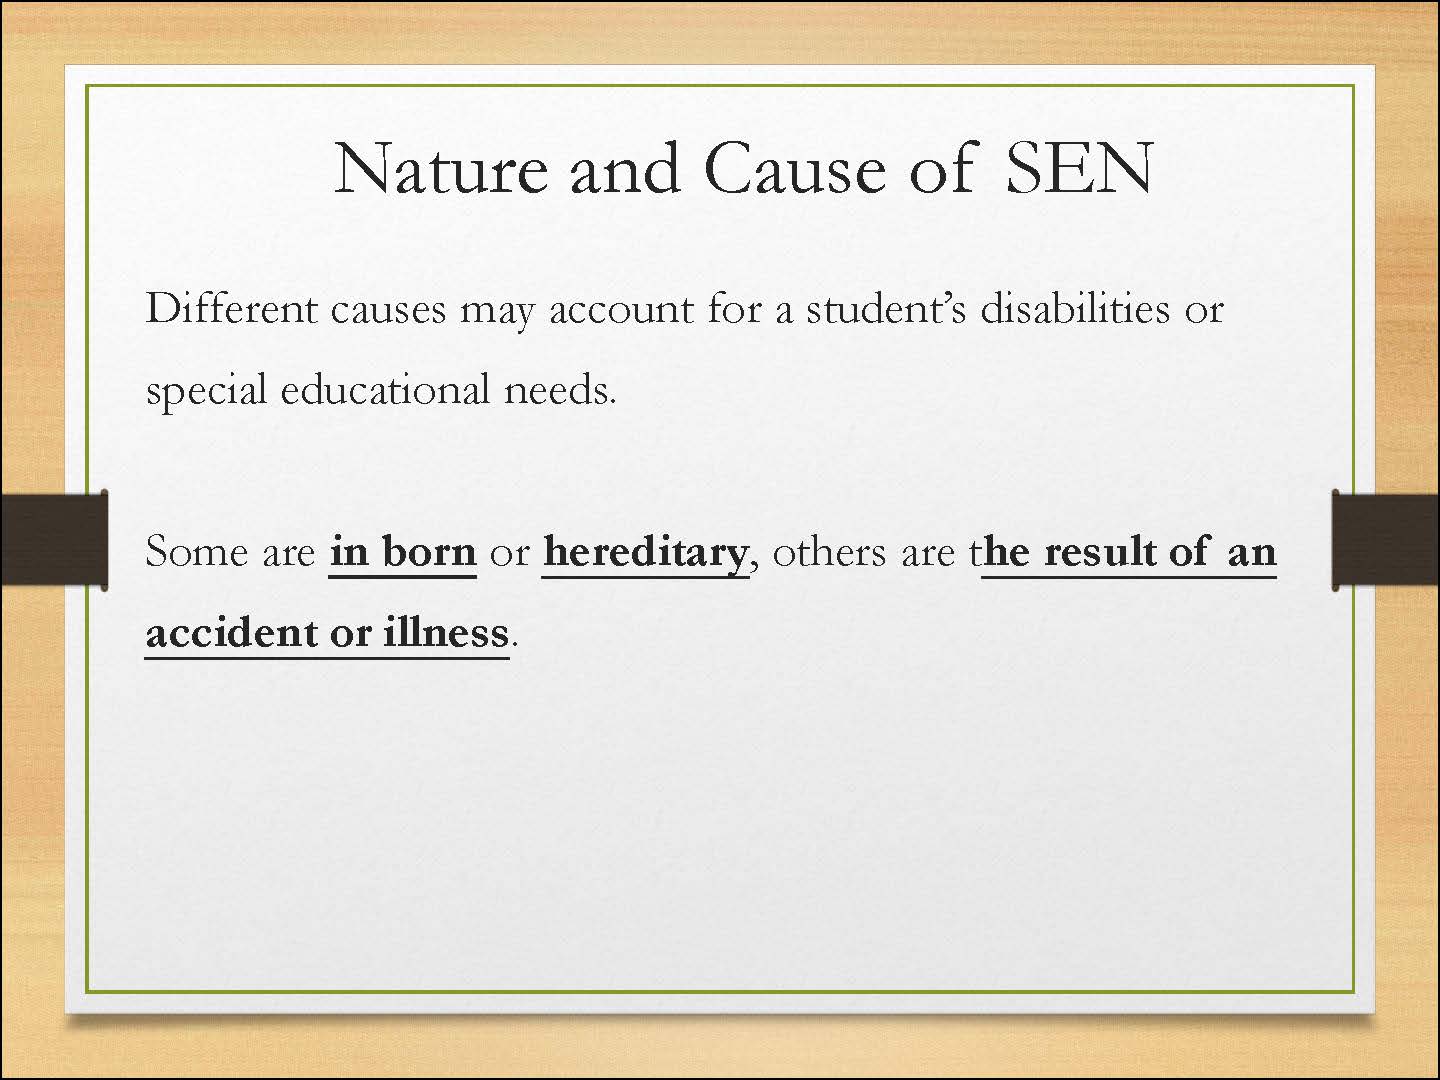 Nature and Cause of SEN
Different causes may account for a student’s disabilities or
special educational needs.
Some are in born or hereditary, others are the result of an
accident or illness.